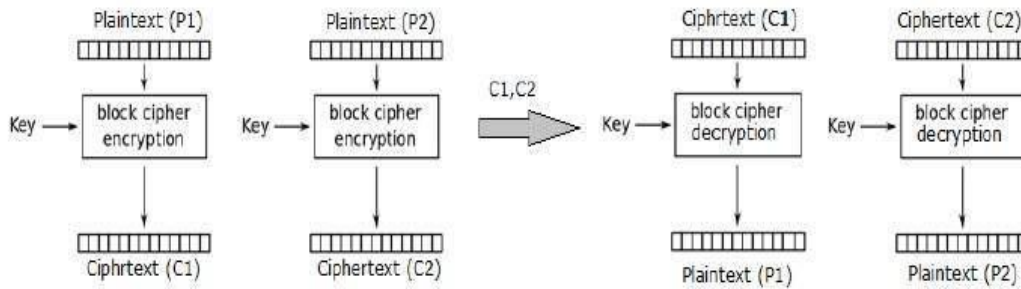 Plaintext (P1)
Key
block cipher
encryption
Ciphrtext (C1)
Plaintext (P2)
Key
block cipher
encryption
Ciphertext (C2)
C1,C2
Ciphrtext (C1)
Key
block cipher
decryption
Plaintext (P1)
Ciphertext (C2)
Key
block cipher
decryption
Plaintext (P2)